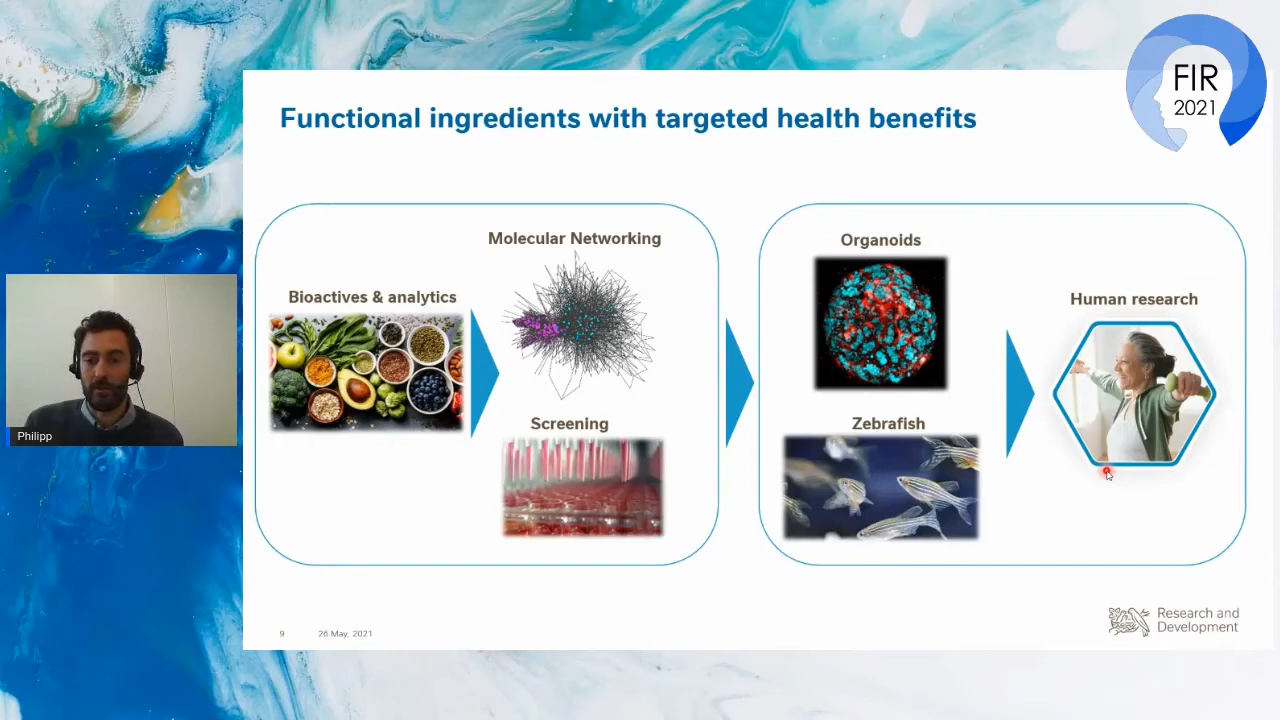 FIR
2021
Functional ingredients with targeted health benefits
Bioactives & analytics
Molecular Networking
Screening
Organoids
Zebrafish
Human research
Philipp
9
26 May, 2021
Research and
Development